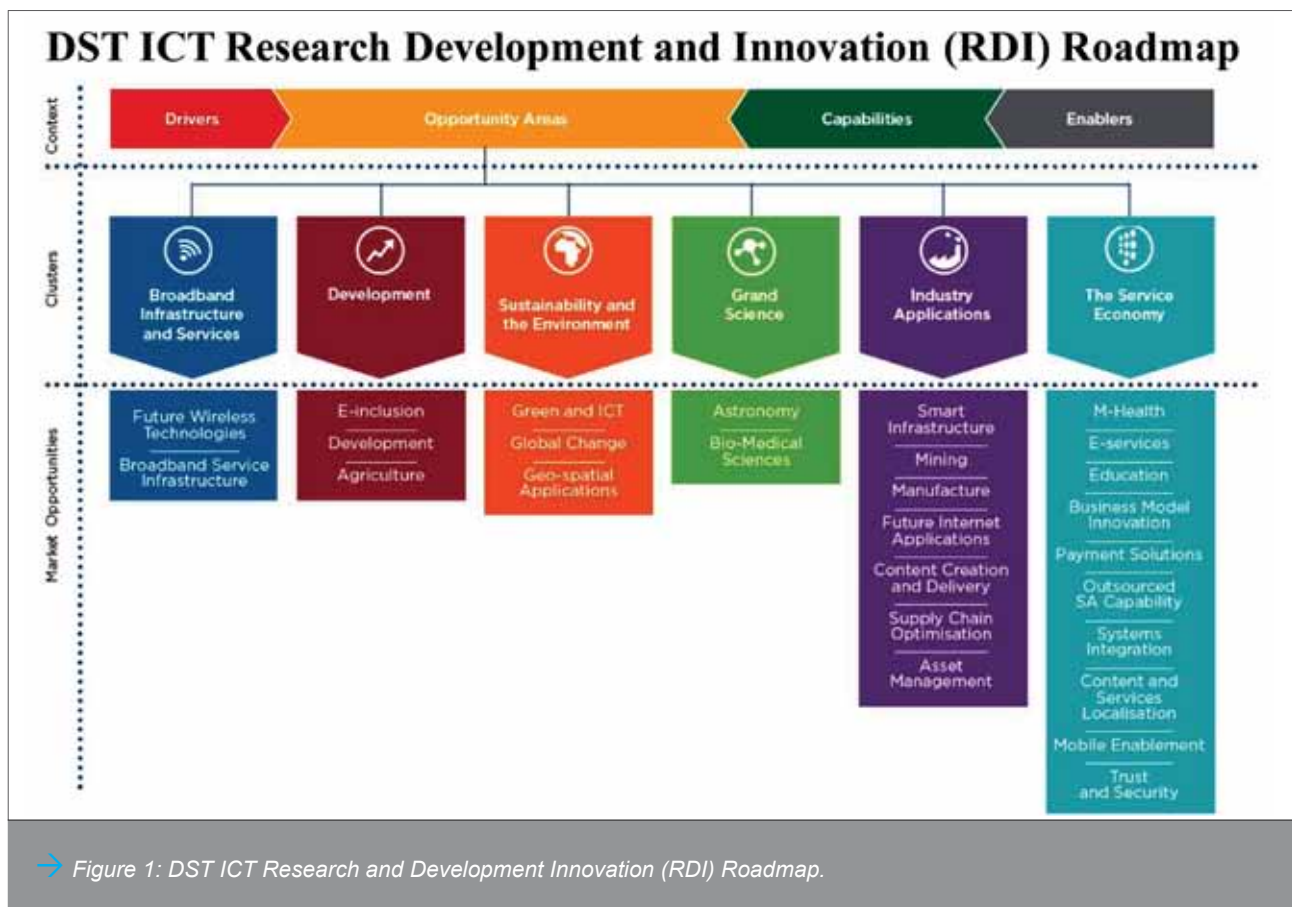 DST ICT Research Development and Innovation (RDI) Roadmap
Context
Drivers
Opportunity Areas
Capabilities
Enablers
Clusters
Broadband
Infrastructure
and Services
Development
Sustainability and
the Environment
Grand
Science
Industry
Applications
The Service
Economy
Market Opportunities
Future Wireless
Technologies
Broadband Service
Infrastructure
E-inclusion
Development
Agriculture
Green and ICT
Global Change
Geo-spatial
Applications
Astronomy
Bio-Medical
Sciences
Smart
Infrastructure
Mining
Manufacture
Future Internet
Applications
Content Creation
and Delivery
Supply Chain
Optimisation
Asset
Management
M-Health
E-services
Education
Business Model
Innovation
Payment Solutions
Outsourced
SA Capability
Systems
Integration
Content and
Services
Localisation
Mobile Enablement
Trust
and Security
→ Figure 1: DST ICT Research and Development Innovation (RDI) Roadmap.